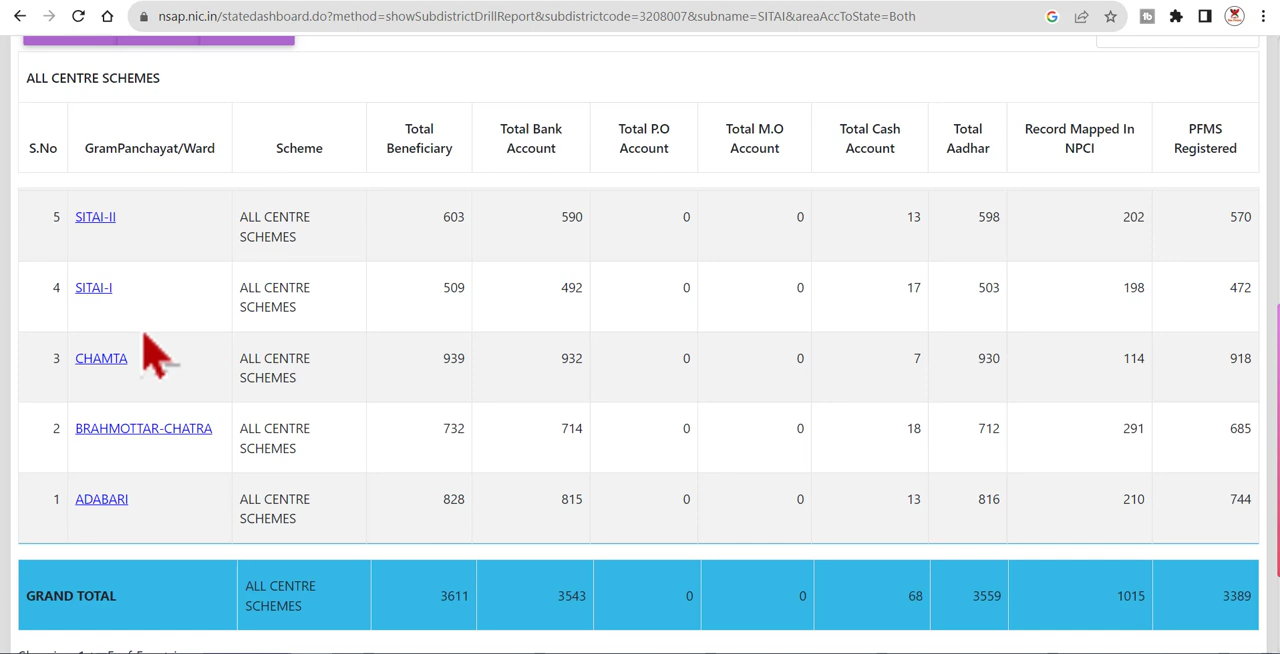 nsap.nic.in/statedashboard.do?method=showSubdistrictDrillReport&subdistrictcode=3208007&subname=SITAI&areaAccToState=Both
ALL CENTRE SCHEMES
S.No GramPanchayat/Ward Scheme Total Beneficiary Total Bank Account Total P.O Account Total M.O Account Total Cash Account Total Aadhar Record Mapped In NPCI PFMS Registered
5 SITAI-II ALL CENTRE SCHEMES 603 590 0 0 13 598 202 570
4 SITAI-I ALL CENTRE SCHEMES 509 492 0 0 17 503 198 472
3 CHAMTA ALL CENTRE SCHEMES 939 932 0 0 7 930 114 918
2 BRAHMOTTAR-CHATRA ALL CENTRE SCHEMES 732 714 0 0 18 712 291 685
1 ADABARI ALL CENTRE SCHEMES 828 815 0 0 13 816 210 744
GRAND TOTAL ALL CENTRE SCHEMES 3611 3543 0 0 68 3559 1015 3389